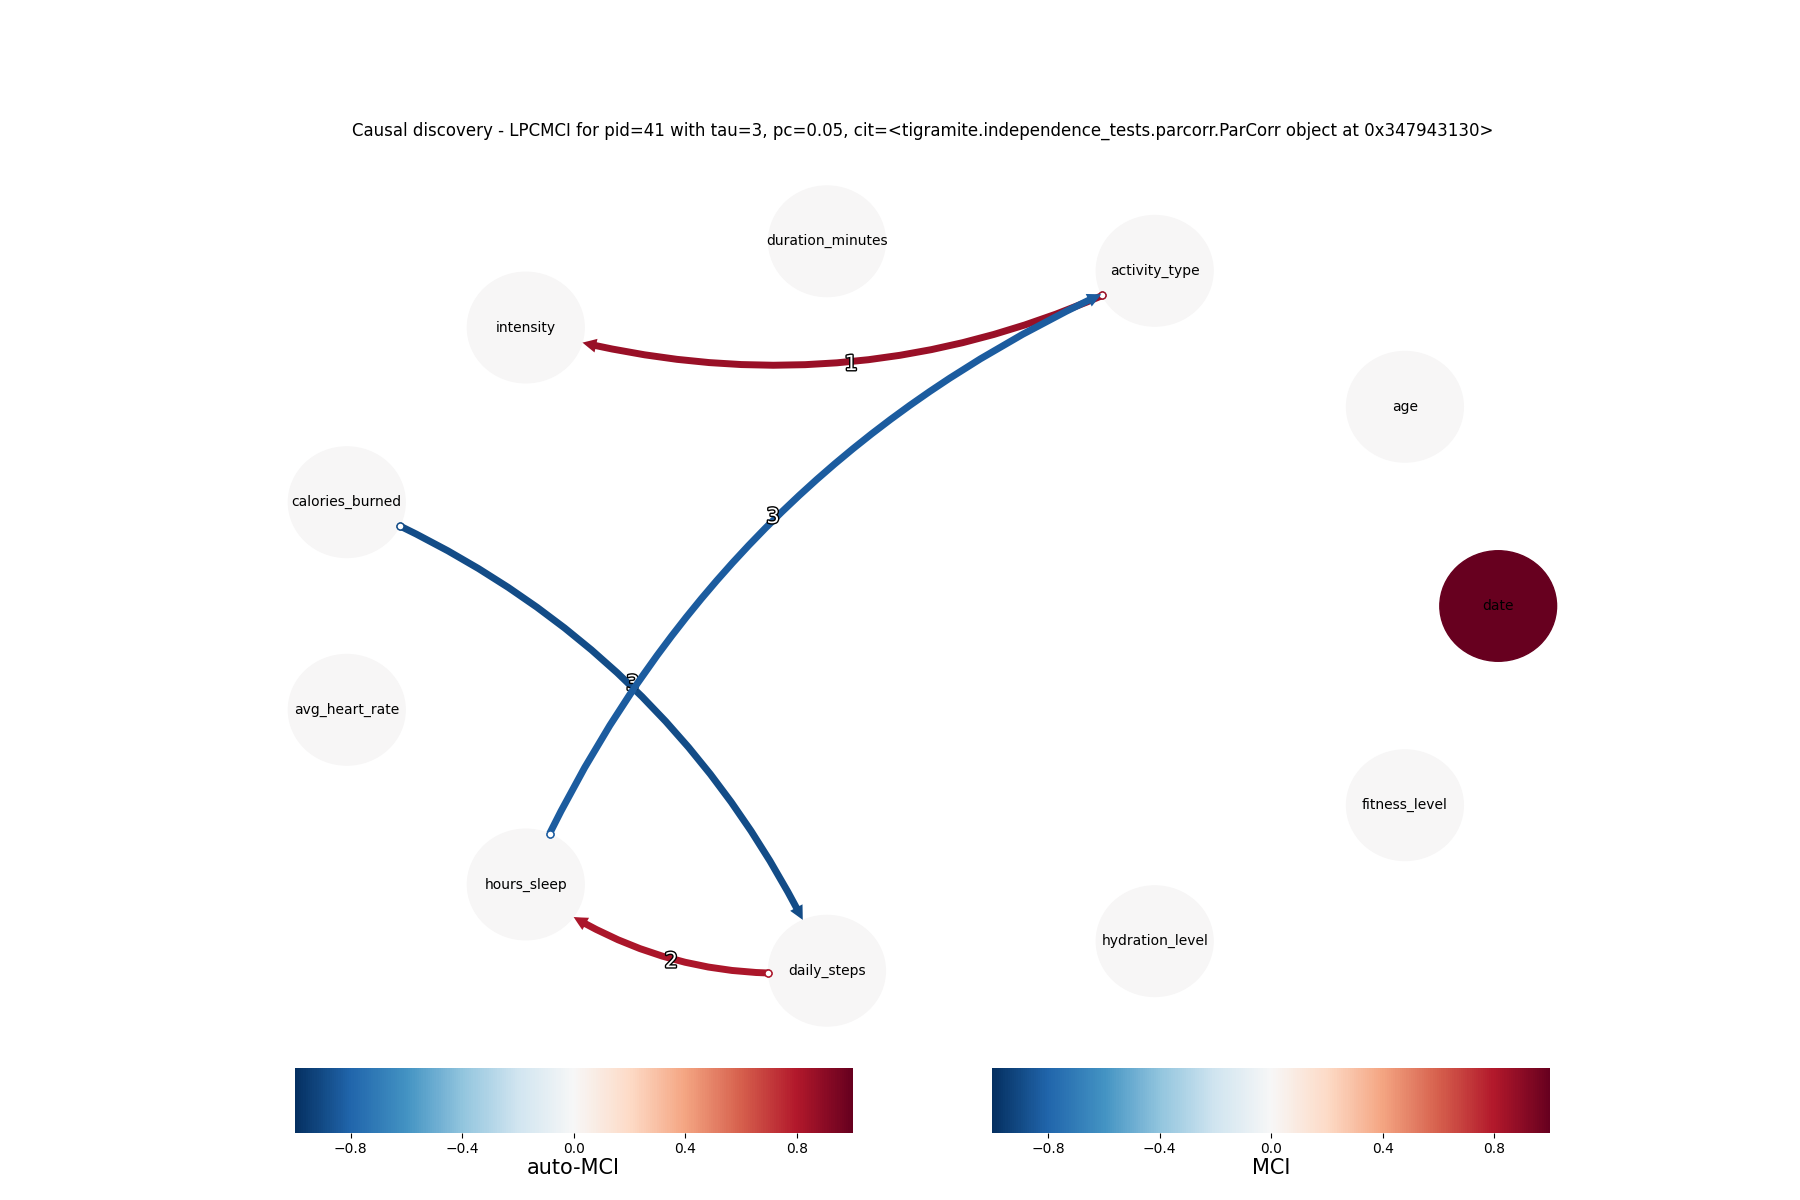 Causal discovery - LPCMCI for pid=41 with tau=3, pc=0.05, cit=<tigramite.independence_tests.parcorr.ParCorr object at 0x347943130>
duration_minutes
activity_type
intensity
1
age
calories_burned
3
date
3
avg_heart_rate
fitness_level
hours_sleep
hydration_level
2
daily_steps
−0.8 −0.4 0.0 0.4 0.8
auto-MCI
−0.8 −0.4 0.0 0.4 0.8
MCI